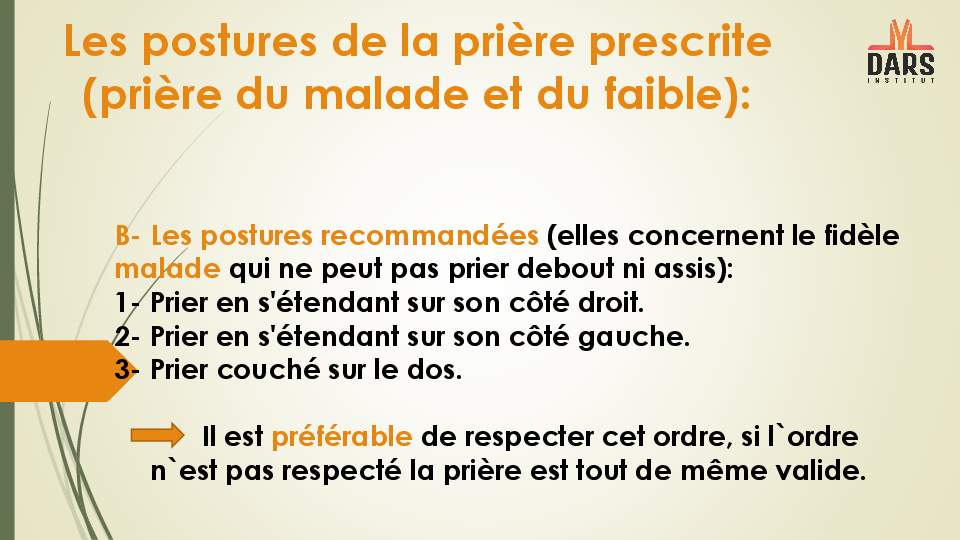 Les postures de la prière prescrite
(prière du malade et du faible):
DARS
INSTITUT
B- Les postures recommandées (elles concernent le fidèle
malade qui ne peut pas prier debout ni assis):
1- Prier en s'étendant sur son côté droit.
2- Prier en s'étendant sur son côté gauche.
3- Prier couché sur le dos.
Il est préférable de respecter cet ordre, si l`ordre
n`est pas respecté la prière est tout de même valide.